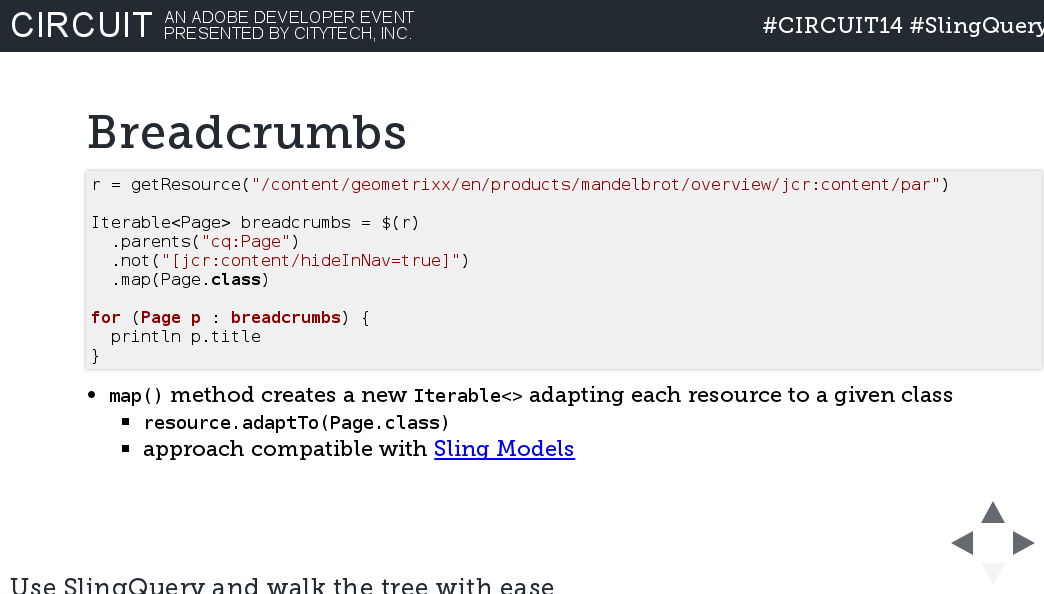 CIRCUIT AN ADOBE DEVELOPER EVENT
PRESENTED BY CITYTECH, INC.
#CIRCUIT14 #SlingQuery
Breadcrumbs
r = getResource("/content/geometrixx/en/products/mandelbrot/overview/jcr:content/par")
Iterable<Page> breadcrumbs = $(r)
  .parents("cq:Page")
  .not("[jcr:content/hideInNav=true]")
  .map(Page.class)
for (Page p : breadcrumbs) {
  println p.title
}
• map() method creates a new Iterable<> adapting each resource to a given class
▪ resource.adaptTo(Page.class)
▪ approach compatible with Sling Models
Use SlingQuery and walk the tree with ease